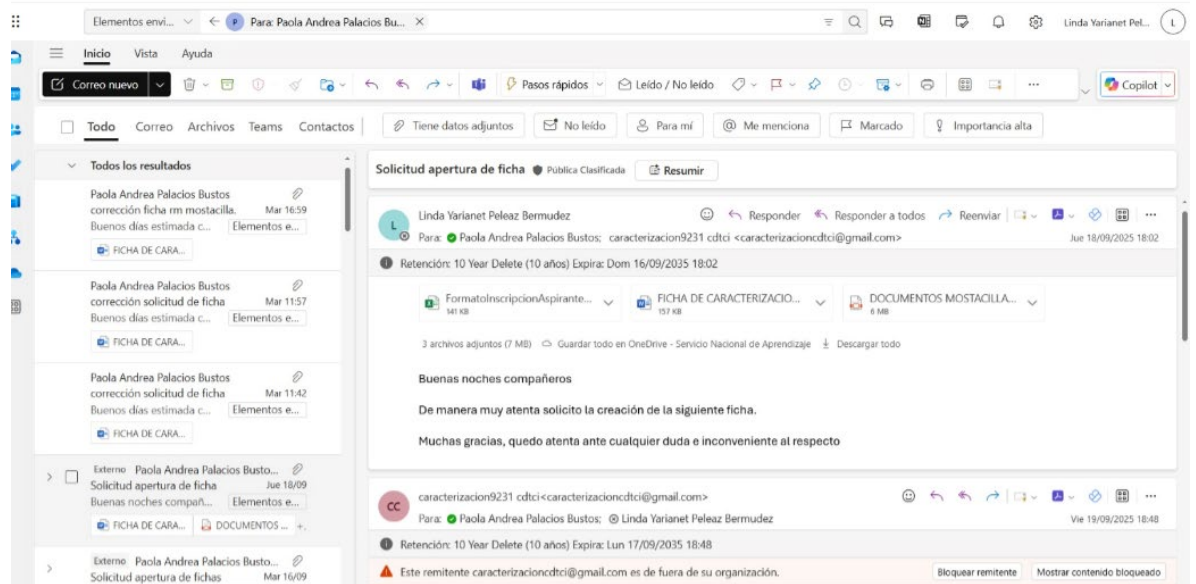 Elementos envi...
Para: Paola Andrea Palacios Bu...
Linda Yarianet Pel...
L
Inicio Vista Ayuda
Correo nuevo
Pasos rápidos
Leído / No leído
Copilot
Todo Correo Archivos Teams Contactos
Tiene datos adjuntos
No leído
Para mí
Me menciona
Marcado
Importancia alta
Todos los resultados
Paola Andrea Palacios Bustos
corrección ficha rm mostacilla. Mar 16:59
Buenos días estimada c... Elementos e...
FICHA DE CARA...
Paola Andrea Palacios Bustos
corrección solicitud de ficha Mar 11:57
Buenos días estimada c... Elementos e...
FICHA DE CARA...
Paola Andrea Palacios Bustos
corrección solicitud de ficha Mar 11:42
Buenos días estimada c... Elementos e...
FICHA DE CARA...
Externo Paola Andrea Palacios Busto...
Solicitud apertura de ficha Jue 18/09
Buenas noches compañ... Elementos e...
FICHA DE CARA... DOCUMENTOS ... +.
Externo Paola Andrea Palacios Busto...
Solicitud apertura de fichas Mar 16/09
Solicitud apertura de ficha Pública Clasificada Resumir
L
Linda Yarianet Peleaz Bermudez
Responder Responder a todos Reenviar
Para: Paola Andrea Palacios Bustos; caracterizacion9231 cdtci <caracterizacioncdtci@gmail.com>
Jue 18/09/2025 18:02
Retención: 10 Year Delete (10 años) Expira: Dom 16/09/2035 18:02
FormatoInscripcionAspirante...
141 KB
FICHA DE CARACTERIZACIO...
157 KB
DOCUMENTOS MOSTACILLA...
6 MB
3 archivos adjuntos (7 MB) Guardar todo en OneDrive - Servicio Nacional de Aprendizaje Descargar todo
Buenas noches compañeros
De manera muy atenta solicito la creación de la siguiente ficha.
Muchas gracias, quedo atenta ante cualquier duda e inconveniente al respecto
CC
caracterizacion9231 cdtci<caracterizacioncdtci@gmail.com>
Para: Paola Andrea Palacios Bustos; Linda Yarianet Peleaz Bermudez
Vie 19/09/2025 18:48
Retención: 10 Year Delete (10 años) Expira: Lun 17/09/2035 18:48
Este remitente caracterizacioncdtci@gmail.com es de fuera de su organización.
Bloquear remitente
Mostrar contenido bloqueado